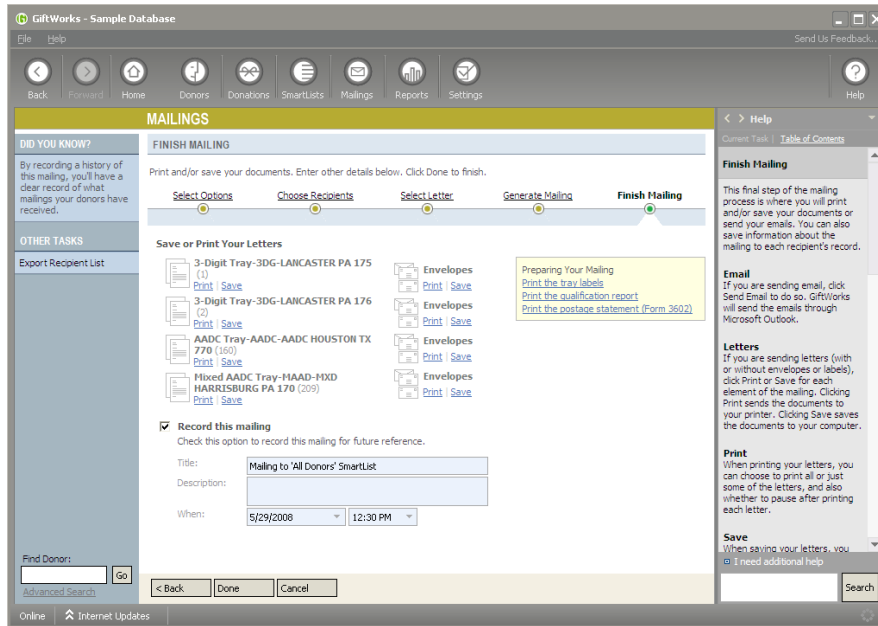 GiftWorks - Sample Database
File Help
Send Us Feedback...
Back Forward Home Donors Donations SmartLists Mailings Reports Settings Help
MAILINGS
DID YOU KNOW?
By recording a history of
this mailing, you'll have a
clear record of what
mailings your donors have
received.
OTHER TASKS
Export Recipient List
Find Donor:
Go
Advanced Search
FINISH MAILING
Print and/or save your documents. Enter other details below. Click Done to finish.
Select Options Choose Recipients Select Letter Generate Mailing Finish Mailing
Save or Print Your Letters
3-Digit Tray-3DG-LANCASTER PA 175
(1)
Print | Save
Envelopes
Print | Save
3-Digit Tray-3DG-LANCASTER PA 176
(2)
Print | Save
Envelopes
Print | Save
AADC Tray-AADC-AADC HOUSTON TX
770 (160)
Print | Save
Envelopes
Print | Save
Mixed AADC Tray-MAAD-MXD
HARRISBURG PA 170 (209)
Print | Save
Envelopes
Print | Save
Preparing Your Mailing
Print the tray labels
Print the qualification report
Print the postage statement (Form 3602)
Record this mailing
Check this option to record this mailing for future reference.
Title: Mailing to 'All Donors' SmartList
Description:
When: 5/29/2008 12:30 PM
< Back Done Cancel
< > Help
Current Task | Table of Contents
Finish Mailing
This final step of the mailing
process is where you will print
and/or save your documents or
send your emails. You can also
save information about the
mailing to each recipient's record.
Email
If you are sending email, click
Send Email to do so. GiftWorks
will send the emails through
Microsoft Outlook.
Letters
If you are sending letters (with
or without envelopes or labels),
click Print or Save for each
element of the mailing. Clicking
Print sends the documents to
your printer. Clicking Save saves
the documents to your computer.
Print
When printing your letters, you
can choose to print all or just
some of the letters, and also
whether to pause after printing
each letter.
Save
When saving your letters, you
I need additional help
Search
Online Internet Updates